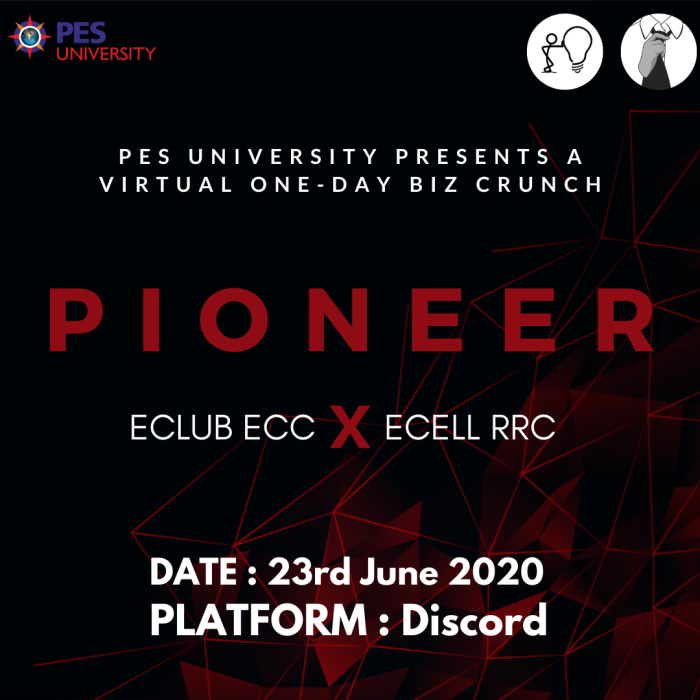 PES
UNIVERSITY
PES UNIVERSITY PRESENTS A
VIRTUAL ONE-DAY BIZ CRUNCH
PIONEER
ECLUB ECC X ECELL RRC
DATE : 23rd June 2020
PLATFORM : Discord